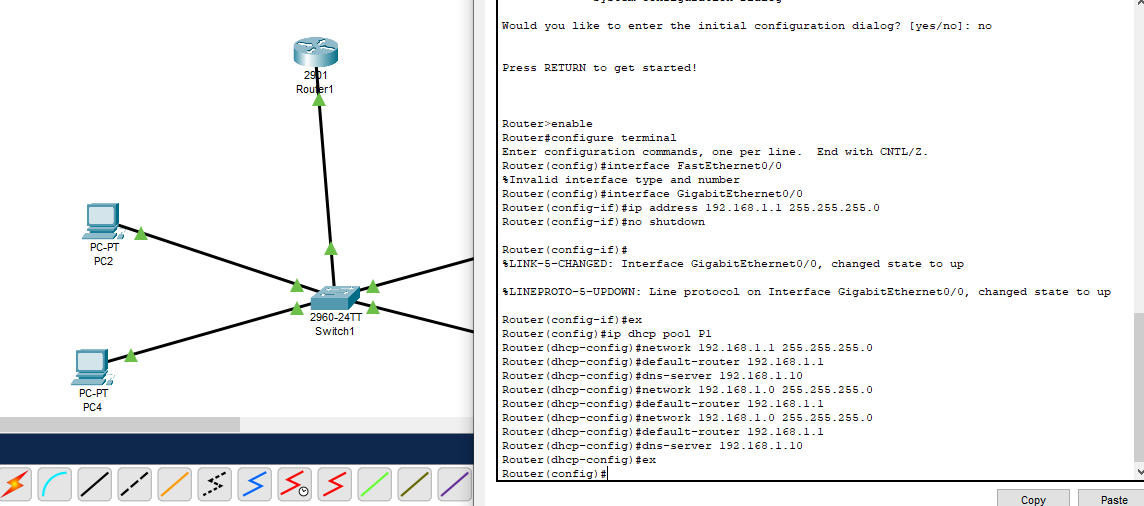 Would you like to enter the initial configuration dialog? [yes/no]: no
Press RETURN to get started!
Router>enable
Router#configure terminal
Enter configuration commands, one per line.  End with CNTL/Z.
Router(config)#interface FastEthernet0/0
%Invalid interface type and number
Router(config)#interface GigabitEthernet0/0
Router(config-if)#ip address 192.168.1.1 255.255.255.0
Router(config-if)#no shutdown
Router(config-if)#
%LINK-5-CHANGED: Interface GigabitEthernet0/0, changed state to up
%LINEPROTO-5-UPDOWN: Line protocol on Interface GigabitEthernet0/0, changed state to up
Router(config-if)#ex
Router(config)#ip dhcp pool P1
Router(dhcp-config)#network 192.168.1.1 255.255.255.0
Router(dhcp-config)#default-router 192.168.1.1
Router(dhcp-config)#dns-server 192.168.1.10
Router(dhcp-config)#network 192.168.1.0 255.255.255.0
Router(dhcp-config)#default-router 192.168.1.1
Router(dhcp-config)#network 192.168.1.0 255.255.255.0
Router(dhcp-config)#default-router 192.168.1.1
Router(dhcp-config)#dns-server 192.168.1.10
Router(dhcp-config)#ex
Router(config)#
Copy
Paste
2901
Router1
PC-PT
PC2
2960-24TT
Switch1
PC-PT
PC4